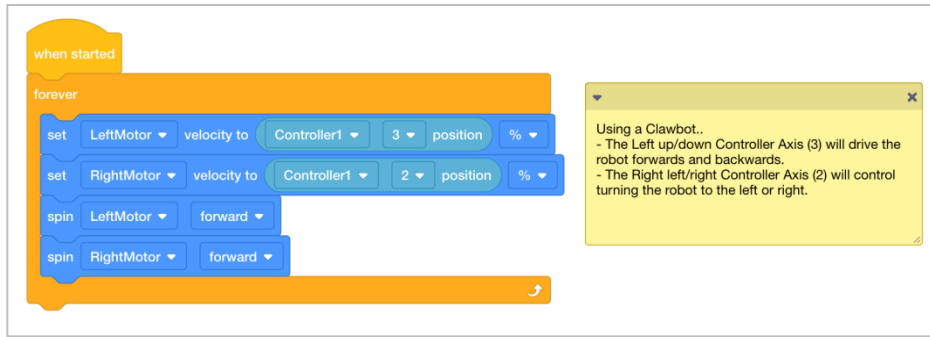 when started
forever
set LeftMotor velocity to Controller1 3 position %
set RightMotor velocity to Controller1 2 position %
spin LeftMotor forward
spin RightMotor forward
Using a Clawbot..
- The Left up/down Controller Axis (3) will drive the
robot forwards and backwards.
- The Right left/right Controller Axis (2) will control
turning the robot to the left or right.